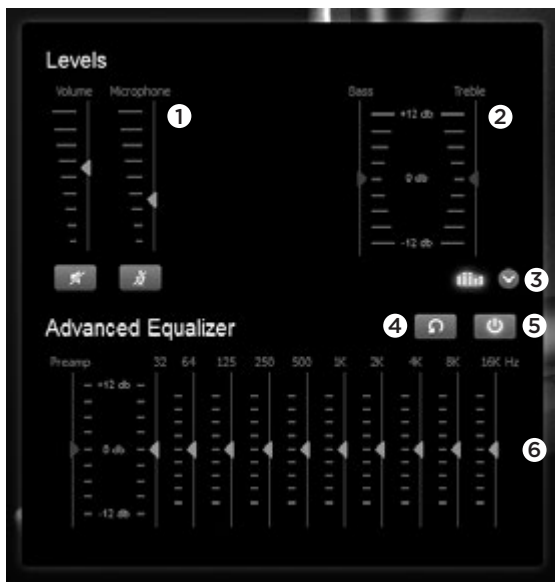 Levels
Volume Microphone 1 Bass Treble 2
+12 db
0 db
-12 db
3
Advanced Equalizer 4 5
Preamp 32 64 125 250 500 1K 2K 4K 8K 16K Hz
+12 db
0 db 6
-12 db